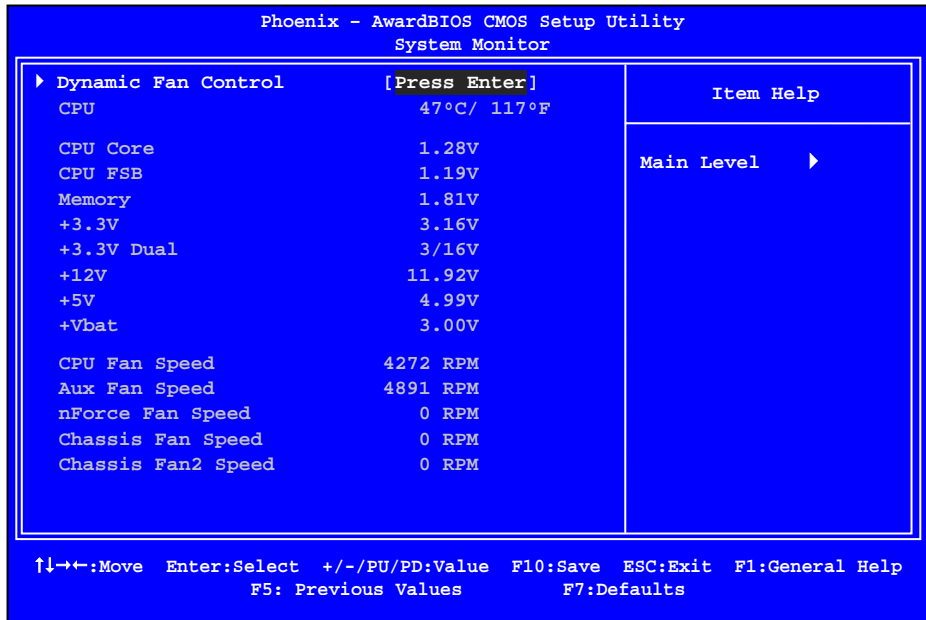 Phoenix - AwardBIOS CMOS Setup Utility
System Monitor
Dynamic Fan Control [Press Enter]
CPU 47°C/ 117°F
CPU Core 1.28V
CPU FSB 1.19V
Memory 1.81V
+3.3V 3.16V
+3.3V Dual 3/16V
+12V 11.92V
+5V 4.99V
+Vbat 3.00V
CPU Fan Speed 4272 RPM
Aux Fan Speed 4891 RPM
nForce Fan Speed 0 RPM
Chassis Fan Speed 0 RPM
Chassis Fan2 Speed 0 RPM
Item Help
Main Level
↑↓→←:Move Enter:Select +/-/PU/PD:Value F10:Save ESC:Exit F1:General Help
F5: Previous Values F7:Defaults